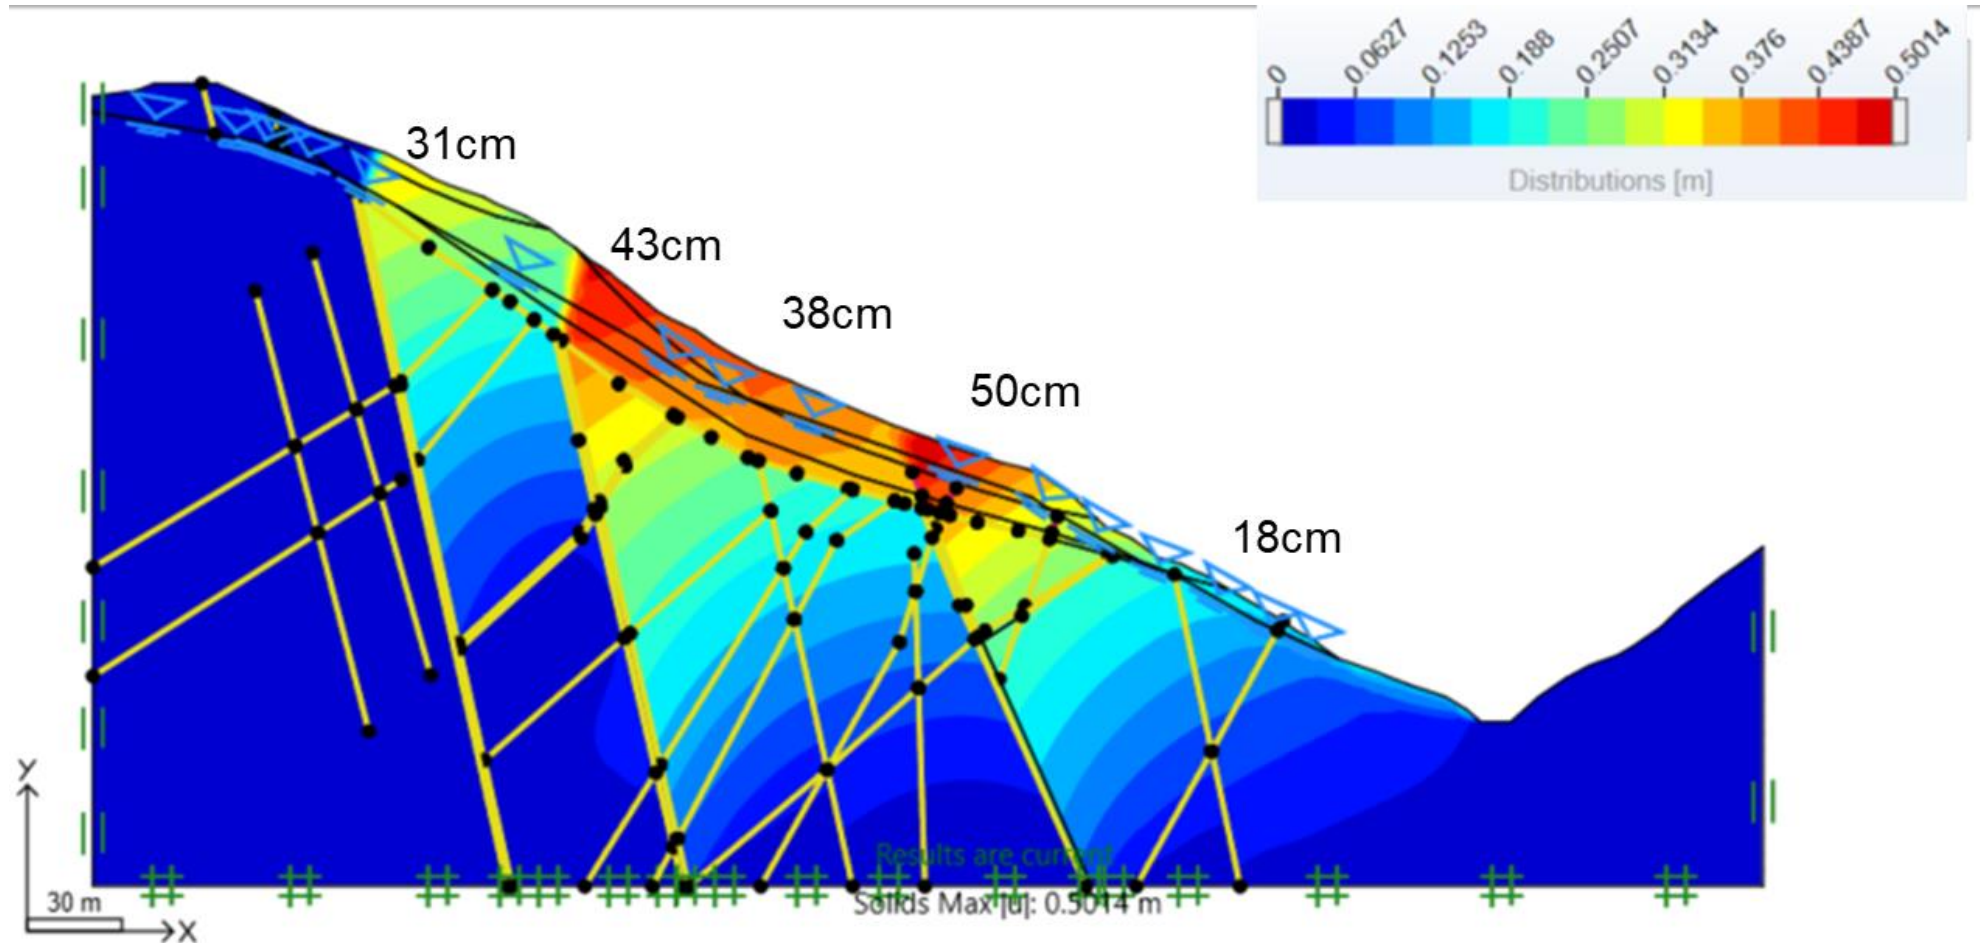 0 0.0627 0.1253 0.188 0.2507 0.3134 0.376 0.4387 0.5014
Distributions [m]
31cm
43cm
38cm
50cm
18cm
Y
X
30 m
Results are current
Solids Max |u|: 0.5014 m